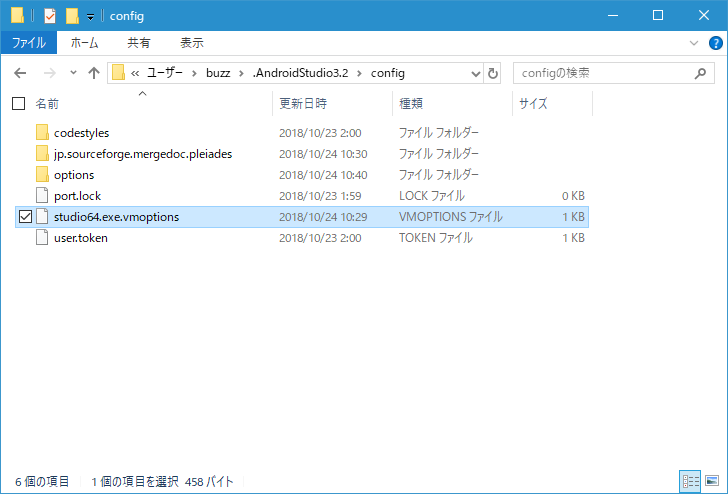 config
ファイル ホーム 共有 表示
« ユーザー › buzz › .AndroidStudio3.2 › config configの検索
名前 更新日時 種類 サイズ
codestyles 2018/10/23 2:00 ファイル フォルダー
jp.sourceforge.mergedoc.pleiades 2018/10/24 10:30 ファイル フォルダー
options 2018/10/24 10:40 ファイル フォルダー
port.lock 2018/10/23 1:59 LOCK ファイル 0 KB
studio64.exe.vmoptions 2018/10/24 10:29 VMOPTIONS ファイル 1 KB
user.token 2018/10/23 2:00 TOKEN ファイル 1 KB
6 個の項目 1 個の項目を選択 458 バイト